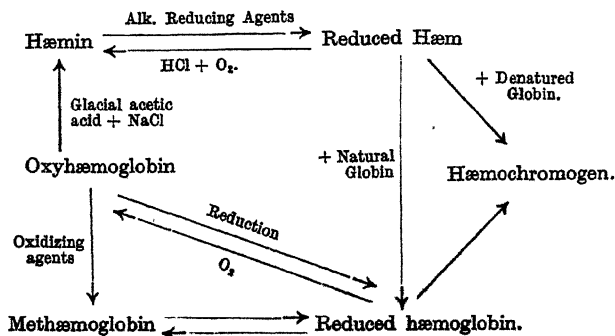 Alk. Reducing Agents
Hæmin
Reduced Hæm
HCl + O₂.
+ Denatured
Globin.
Glacial acetic
acid + NaCl
+ Natural
Globin
Oxyhæmoglobin
Hæmochromogen.
Reduction
O₂
Oxidizing
agents
Methæmoglobin
Reduced hæmoglobin.